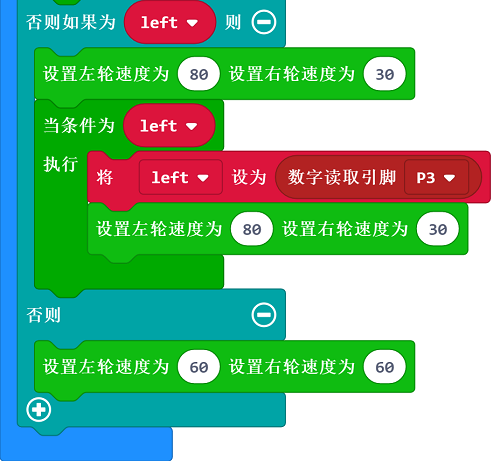 否则如果为 left 则
设置左轮速度为 80 设置右轮速度为 30
当条件为 left
执行 将 left 设为 数字读取引脚 P3
设置左轮速度为 80 设置右轮速度为 30
否则
设置左轮速度为 60 设置右轮速度为 60